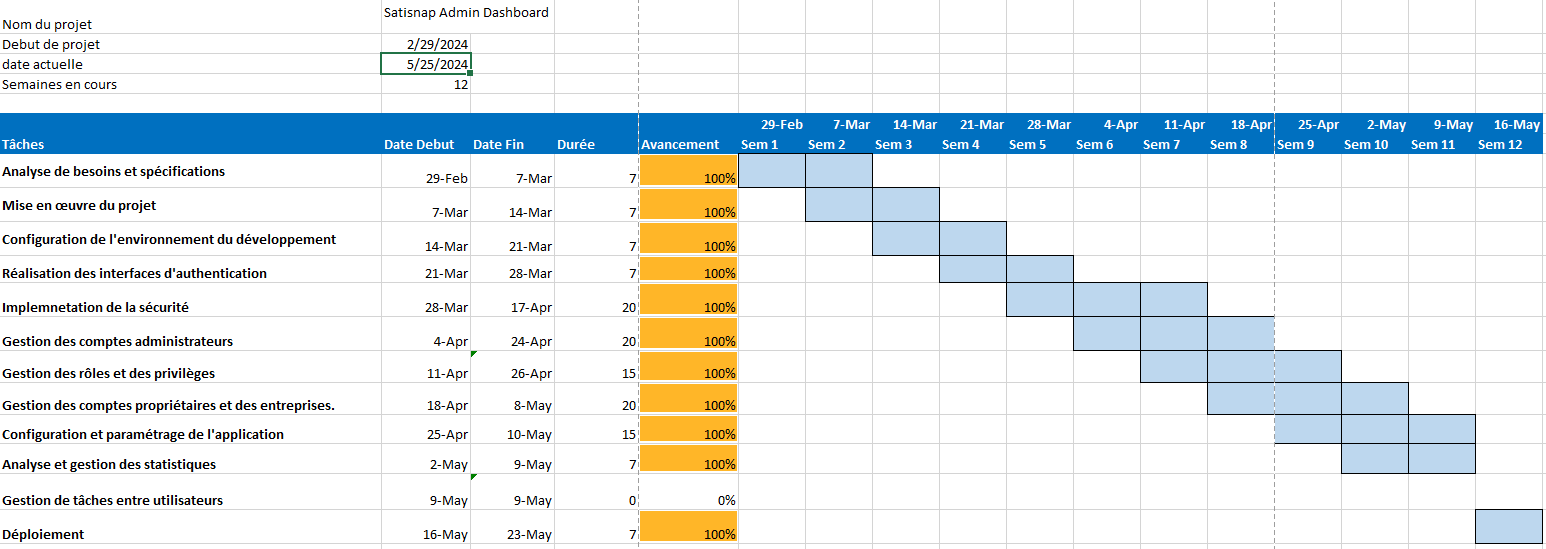 Satisnap Admin Dashboard
Nom du projet
Debut de projet 2/29/2024
date actuelle 5/25/2024
Semaines en cours 12
29-Feb 7-Mar 14-Mar 21-Mar 28-Mar 4-Apr 11-Apr 18-Apr 25-Apr 2-May 9-May 16-May
Tâches Date Debut Date Fin Durée Avancement Sem 1 Sem 2 Sem 3 Sem 4 Sem 5 Sem 6 Sem 7 Sem 8 Sem 9 Sem 10 Sem 11 Sem 12
Analyse de besoins et spécifications 29-Feb 7-Mar 7 100%
Mise en œuvre du projet 7-Mar 14-Mar 7 100%
Configuration de l'environnement du développement 14-Mar 21-Mar 7 100%
Réalisation des interfaces d'authentication 21-Mar 28-Mar 7 100%
Implemnetation de la sécurité 28-Mar 17-Apr 20 100%
Gestion des comptes administrateurs 4-Apr 24-Apr 20 100%
Gestion des rôles et des privilèges 11-Apr 26-Apr 15 100%
Gestion des comptes propriétaires et des entreprises. 18-Apr 8-May 20 100%
Configuration et paramétrage de l'application 25-Apr 10-May 15 100%
Analyse et gestion des statistiques 2-May 9-May 7 100%
Gestion de tâches entre utilisateurs 9-May 9-May 0 0%
Déploiement 16-May 23-May 7 100%